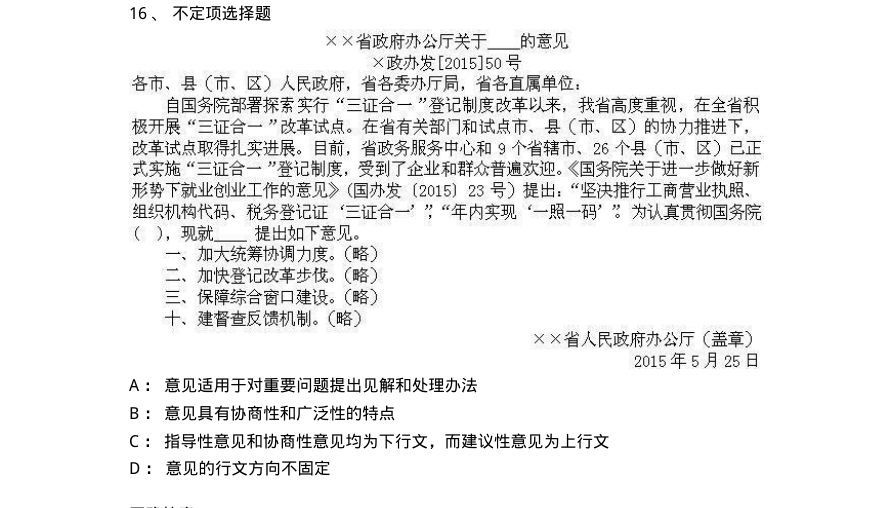 16 、 不定项选择题
××省政府办公厅关于____的意见
×政办发[2015]50 号
各市、县（市、区）人民政府，省各委办厅局，省各直属单位：
自国务院部署探索实行“三证合一”登记制度改革以来，我省高度重视，在全省积
极开展“三证合一”改革试点。在省有关部门和试点市、县（市、区）的协力推进下，
改革试点取得扎实进展。目前，省政务服务中心和 9 个省辖市、26 个县（市、区）已正
式实施“三证合一”登记制度，受到了企业和群众普遍欢迎。《国务院关于进一步做好新
形势下就业创业工作的意见》（国办发〔2015〕23 号）提出：“坚决推行工商营业执照、
组织机构代码、税务登记证‘三证合一’”，“年内实现‘一照一码’”。为认真贯彻国务院
（ ），现就____ 提出如下意见。
一、加大统筹协调力度。（略）
二、加快登记改革步伐。（略）
三、保障综合窗口建设。（略）
十、建督查反馈机制。（略）
××省人民政府办公厅（盖章）
2015 年 5 月 25 日
A ： 意见适用于对重要问题提出见解和处理办法
B ： 意见具有协商性和广泛性的特点
C ： 指导性意见和协商性意见均为下行文，而建议性意见为上行文
D ： 意见的行文方向不固定